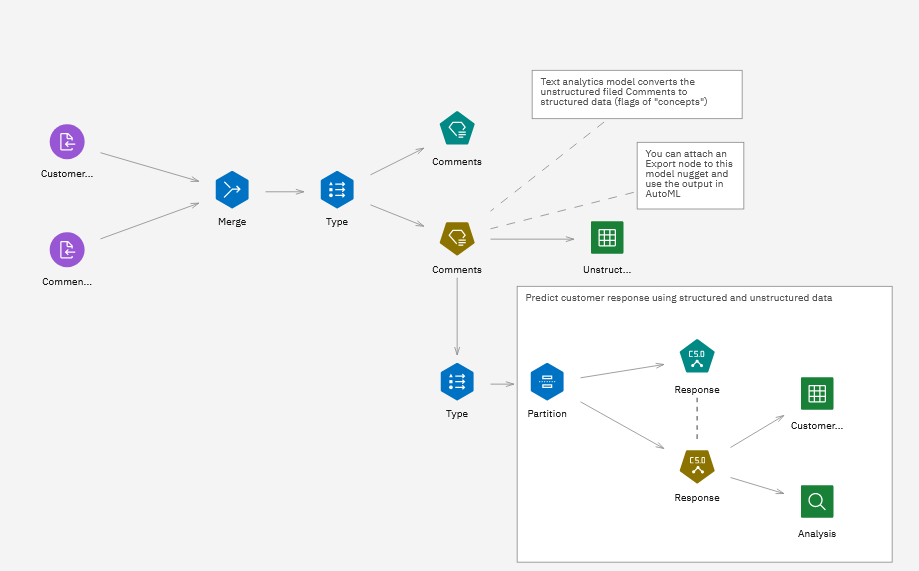 Text analytics model converts the
unstructured filed Comments to
structured data (flags of "concepts")
You can attach an
Export node to this
model nugget and
use the output in
AutoML
Customer...
Comments
Merge
Type
Commen...
Comments
Unstruct...
Predict customer response using structured and unstructured data
C5.0
Response
Type
Partition
Customer...
C5.0
Response
Analysis